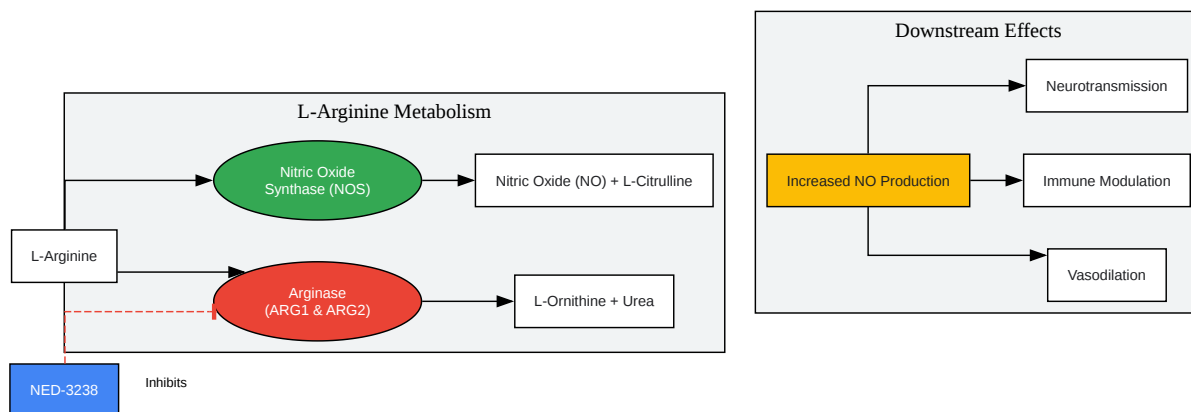 L-Arginine Metabolism
Nitric Oxide
Synthase (NOS)
Nitric Oxide (NO) + L-Citrulline
L-Arginine
Arginase
(ARG1 & ARG2)
L-Ornithine + Urea
NED-3238
Inhibits
Downstream Effects
Neurotransmission
Increased NO Production
Immune Modulation
Vasodilation